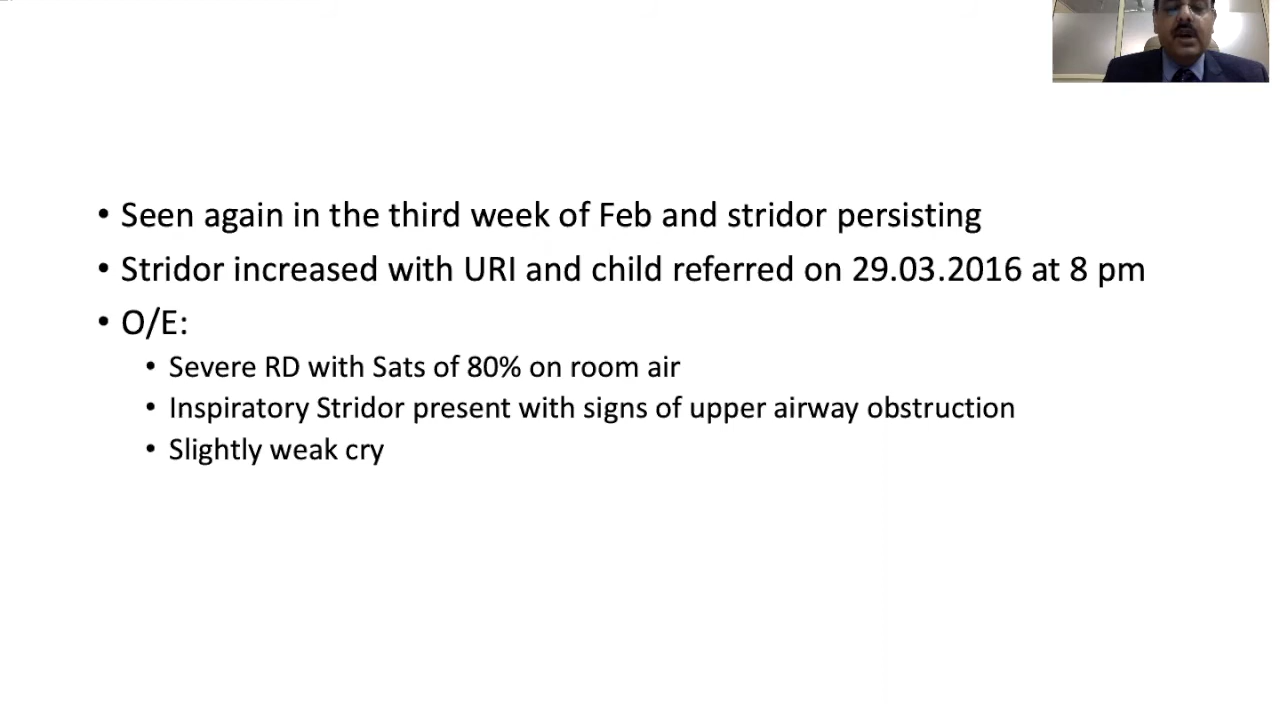 • Seen again in the third week of Feb and stridor persisting
• Stridor increased with URI and child referred on 29.03.2016 at 8 pm
• O/E:
• Severe RD with Sats of 80% on room air
• Inspiratory Stridor present with signs of upper airway obstruction
• Slightly weak cry